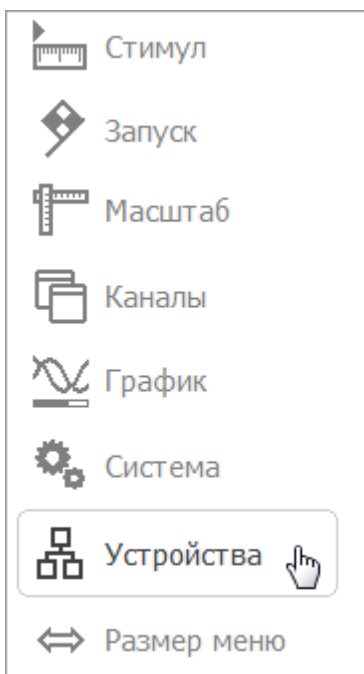 Стимул
Запуск
Масштаб
Каналы
График
Система
Устройства
Размер меню